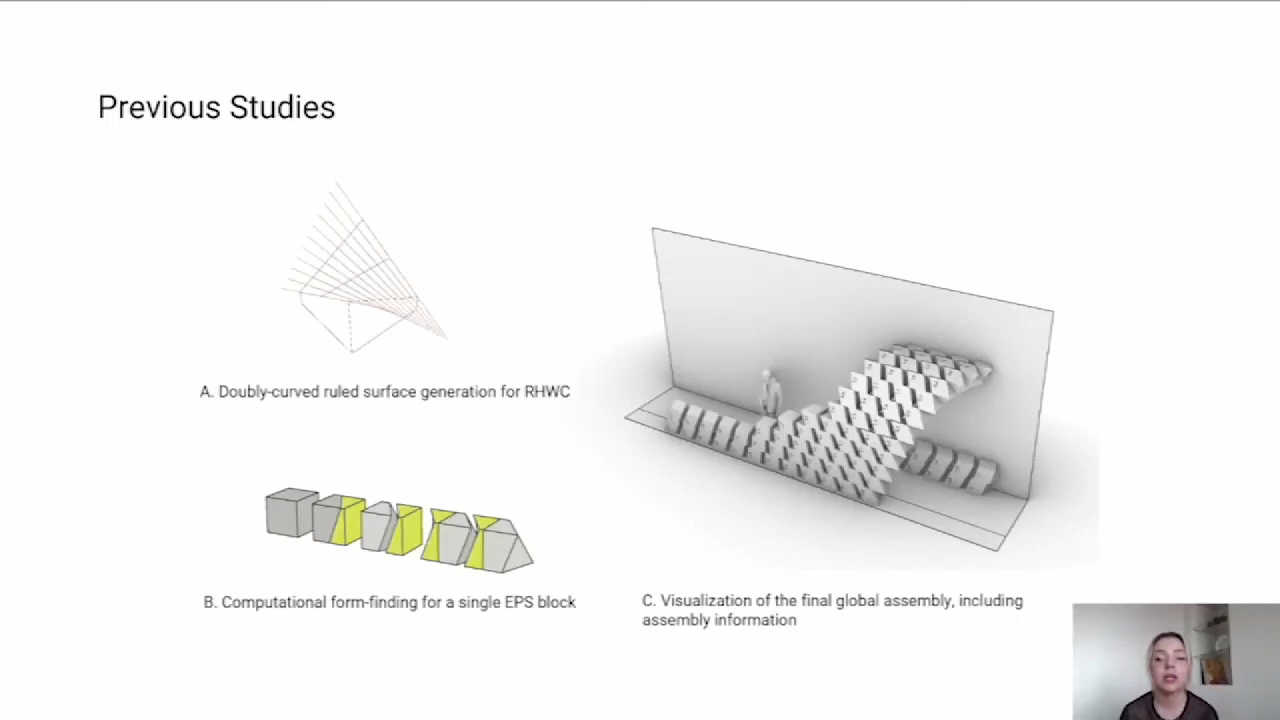 Previous Studies
A. Doubly-curved ruled surface generation for RHWC
B. Computational form-finding for a single EPS block
C. Visualization of the final global assembly, including
assembly information